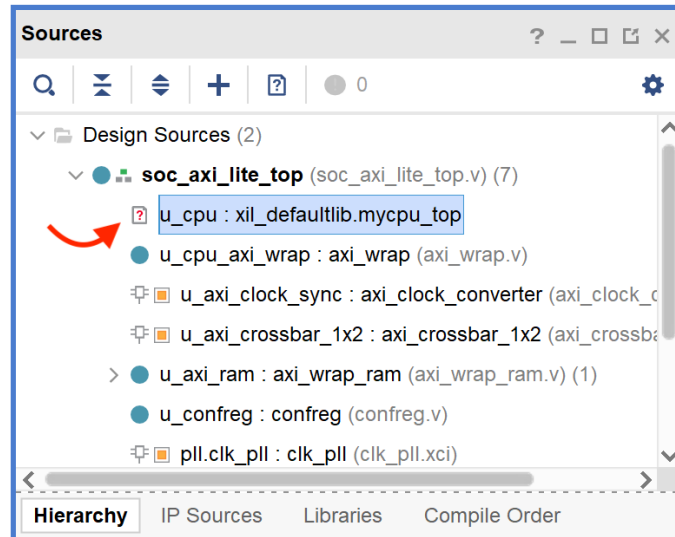 Sources
0
Design Sources (2)
soc_axi_lite_top (soc_axi_lite_top.v) (7)
u_cpu : xil_defaultlib.mycpu_top
u_cpu_axi_wrap : axi_wrap (axi_wrap.v)
u_axi_clock_sync : axi_clock_converter (axi_clock_c
u_axi_crossbar_1x2 : axi_crossbar_1x2 (axi_crossba
u_axi_ram : axi_wrap_ram (axi_wrap_ram.v) (1)
u_confreg : confreg (confreg.v)
pll.clk_pll : clk_pll (clk_pll.xci)
Hierarchy IP Sources Libraries Compile Order